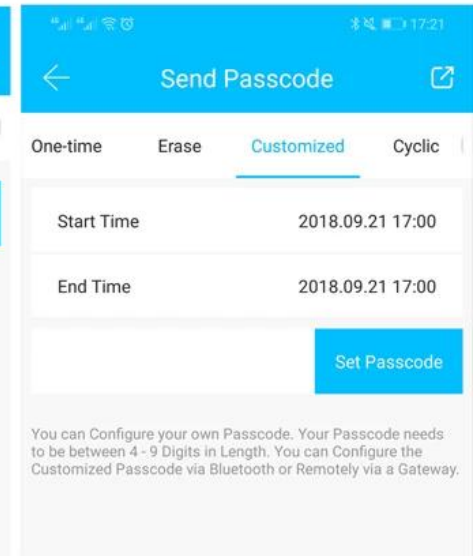 17:21
Send Passcode
One-time Erase Customized Cyclic
Start Time 2018.09.21 17:00
End Time 2018.09.21 17:00
Set Passcode
You can Configure your own Passcode. Your Passcode needs
to be between 4 - 9 Digits in Length. You can Configure the
Customized Passcode via Bluetooth or Remotely via a Gateway.